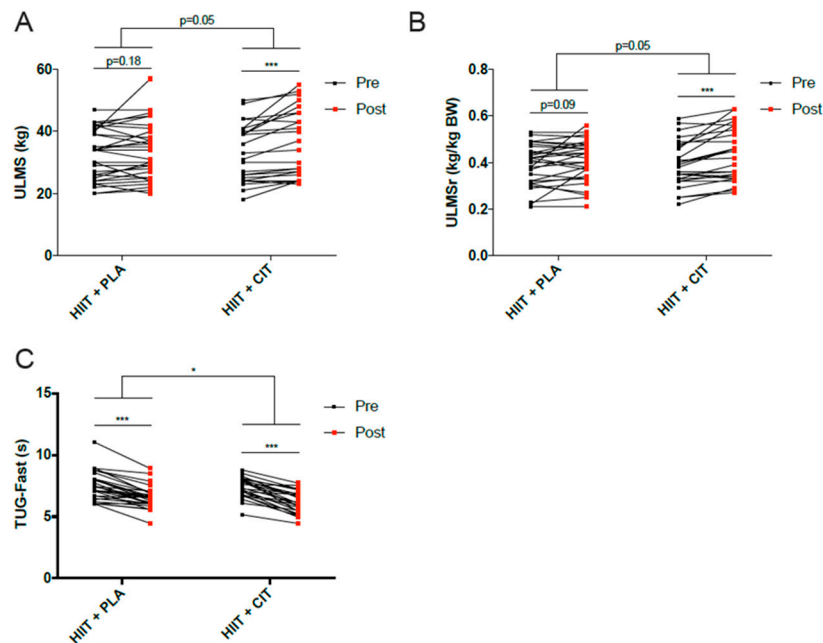 A
p=0.05
p=0.18
***
Pre
Post
60
40
20
0
ULMS (kg)
HIIT + PLA
HIIT + CIT
B
p=0.05
p=0.09
***
Pre
Post
0.8
0.6
0.4
0.2
0.0
ULMSr (kg/kg BW)
HIIT + PLA
HIIT + CIT
C
*
***
***
Pre
Post
15
10
5
0
TUG-Fast (s)
HIIT + PLA
HIIT + CIT